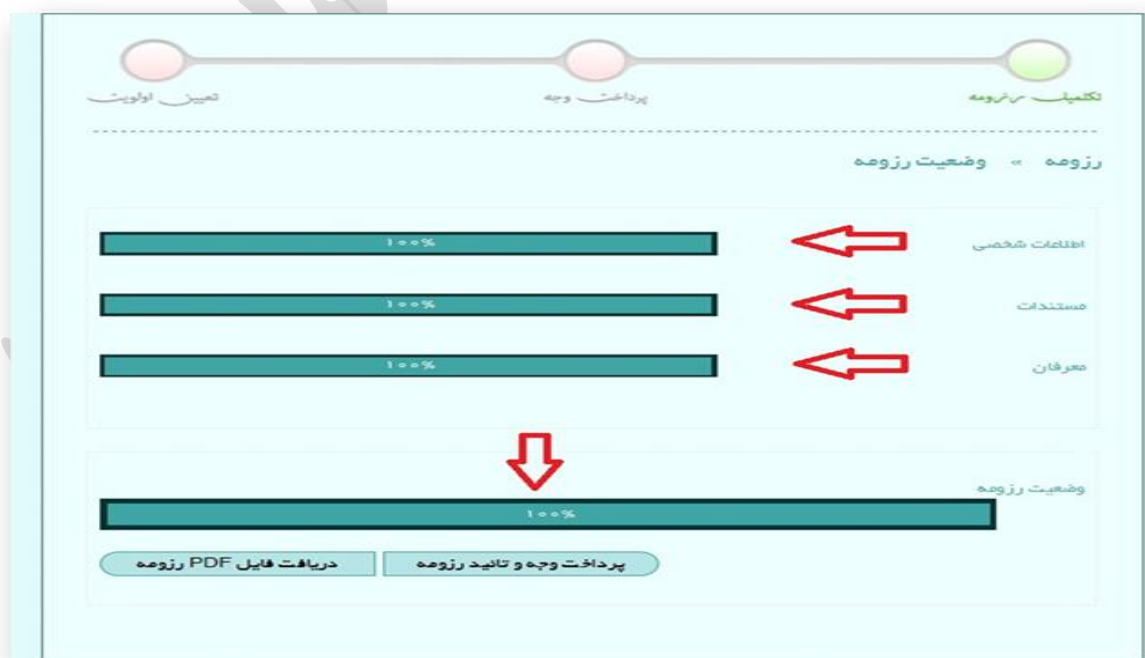 تکلمیل رزومه
پرداخت وجه
تعیین اولویت
رزومه » وضعیت رزومه
اطلاعات شخصی
۱۰۰%
مستندات
۱۰۰%
معرفان
۱۰۰%
وضعیت رزومه
۱۰۰%
پرداخت وجه و تائید رزومه
دریافت فایل PDF رزومه